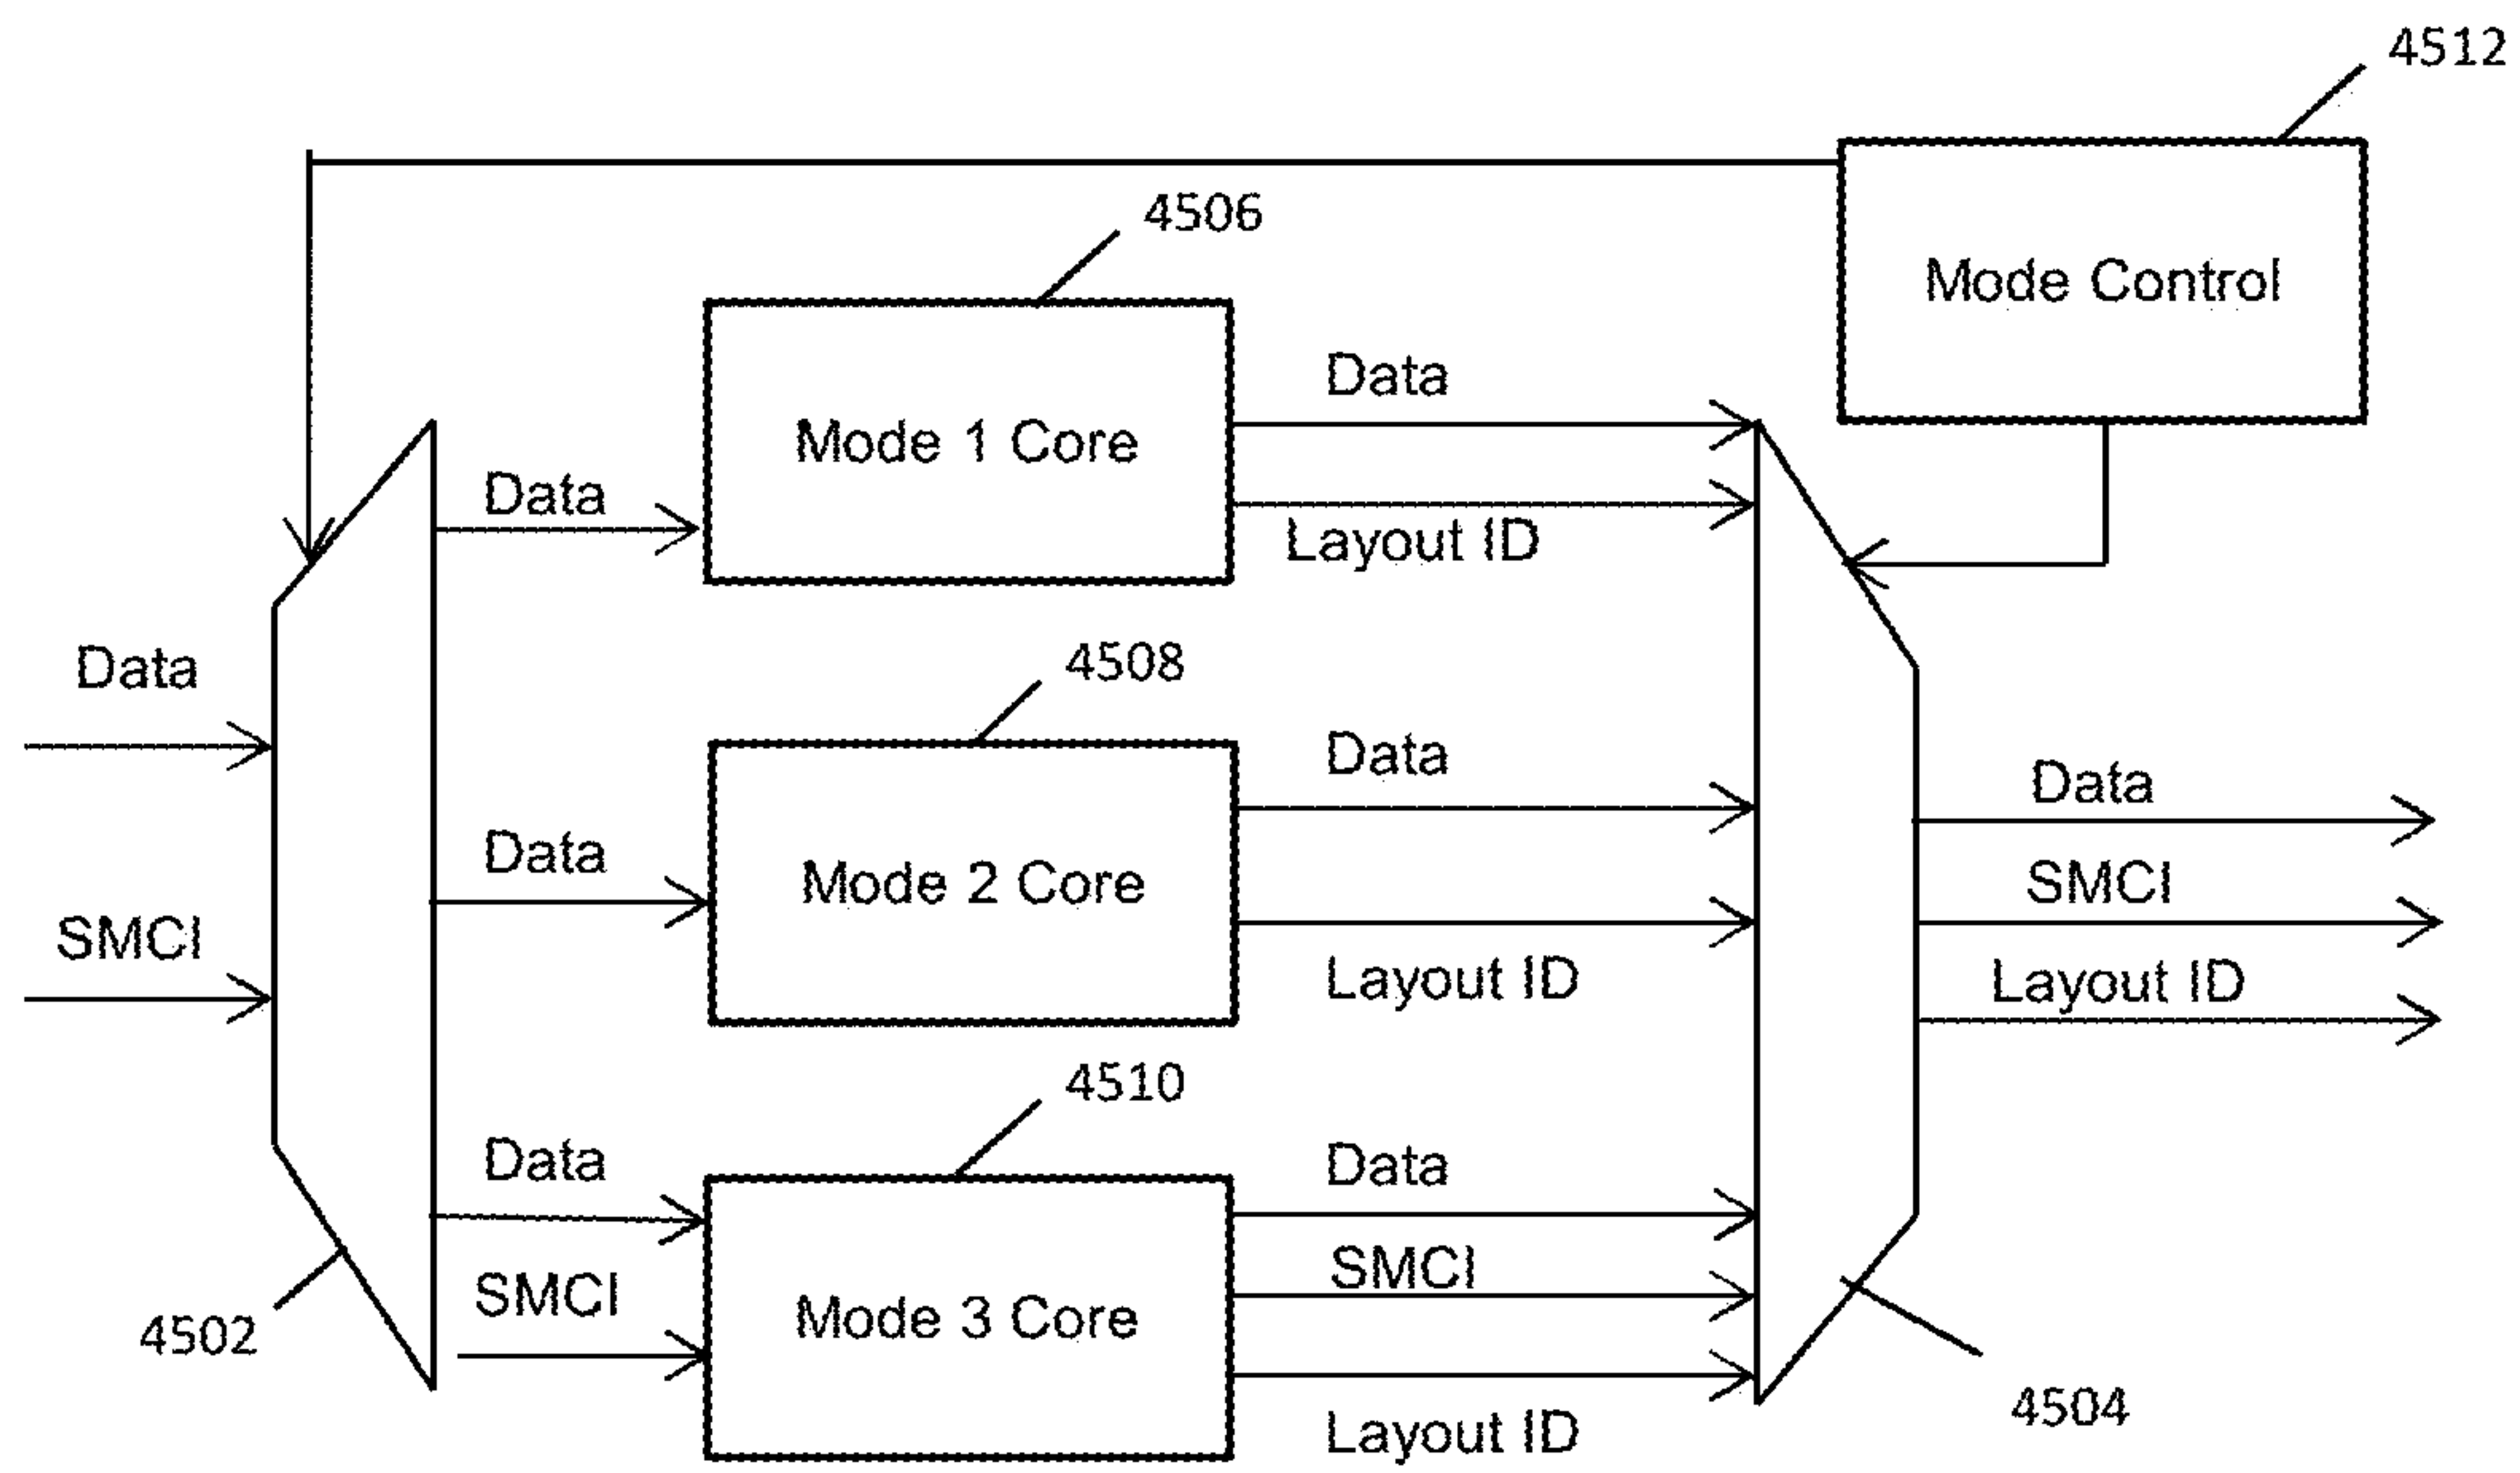 4512
4506
Mode Control
Data
Mode 1 Core
Data
Layout ID
Data
4508
Data
Data
Data
Mode 2 Core
SMCI
SMCI
Layout ID
Layout ID
4510
Data
Data
SMCI
SMCI
Mode 3 Core
4502
4504
Layout ID